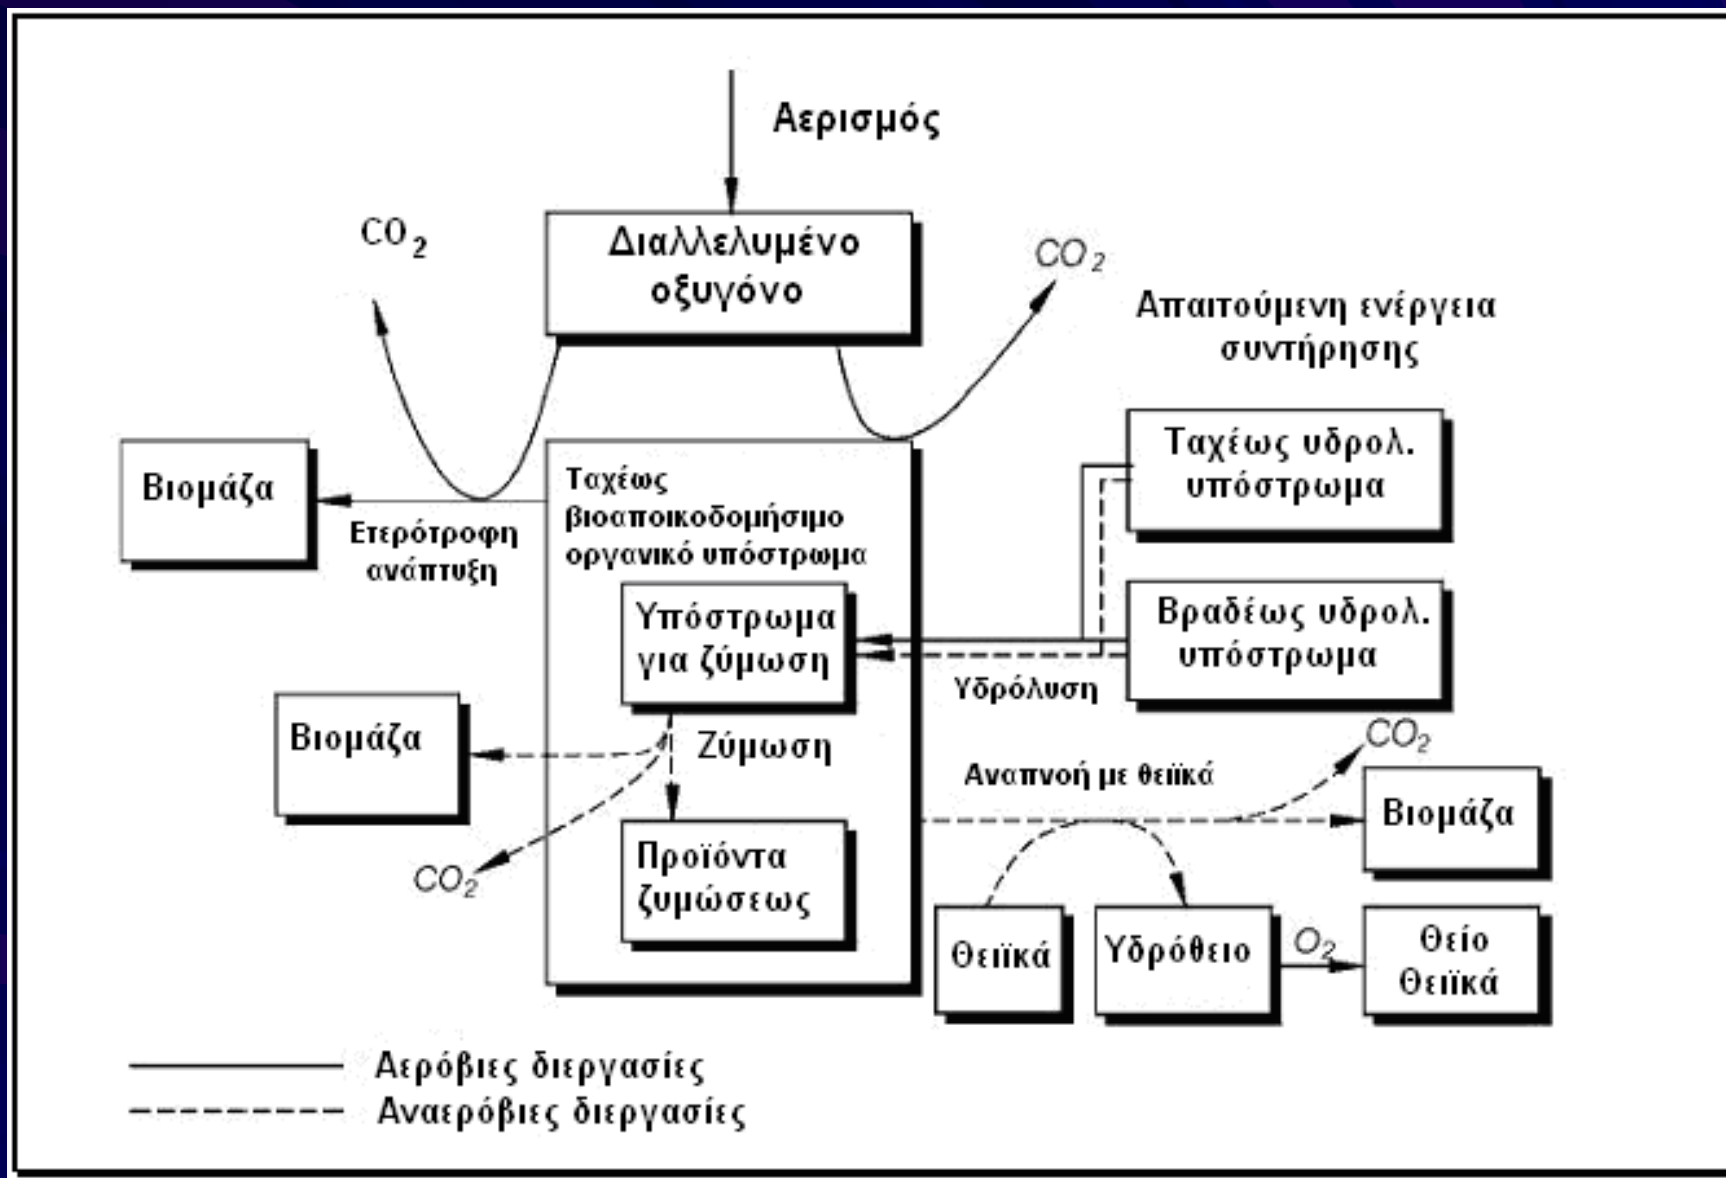 Αερισμός
CO2
Διαλλελυμένο
οξυγόνο
CO2
Απαιτούμενη ενέργεια
συντήρησης
Βιομάζα
Ετερότροφη
ανάπτυξη
Ταχέως
βιοαποικοδομήσιμο
οργανικό υπόστρωμα
Ταχέως υδρολ.
υπόστρωμα
Υπόστρωμα
για ζύμωση
Βραδέως υδρολ.
υπόστρωμα
Υδρόλυση
Βιομάζα
Ζύμωση
CO2
Αναπνοή με θειϊκά
CO2
Βιομάζα
Προϊόντα
ζυμώσεως
Θειϊκά
Υδρόθειο
O2
Θείο
Θειϊκά
Αερόβιες διεργασίες
Αναερόβιες διεργασίες